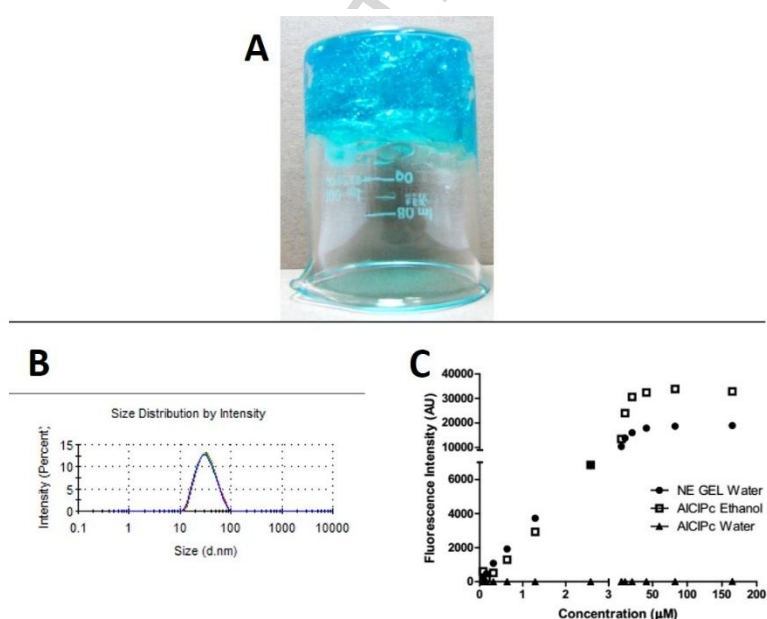 A
B
Size Distribution by Intensity
Intensity (Percent)
15
10
5
0
0.1 1 10 100 1000 10000
Size (d.nm)
C
Fluorescence Intensity (AU)
40000
30000
20000
10000
6000
4000
2000
0
NE GEL Water
AlClPc Ethanol
AlClPc Water
0 1 2 3 50 100 150 200
Concentration (µM)